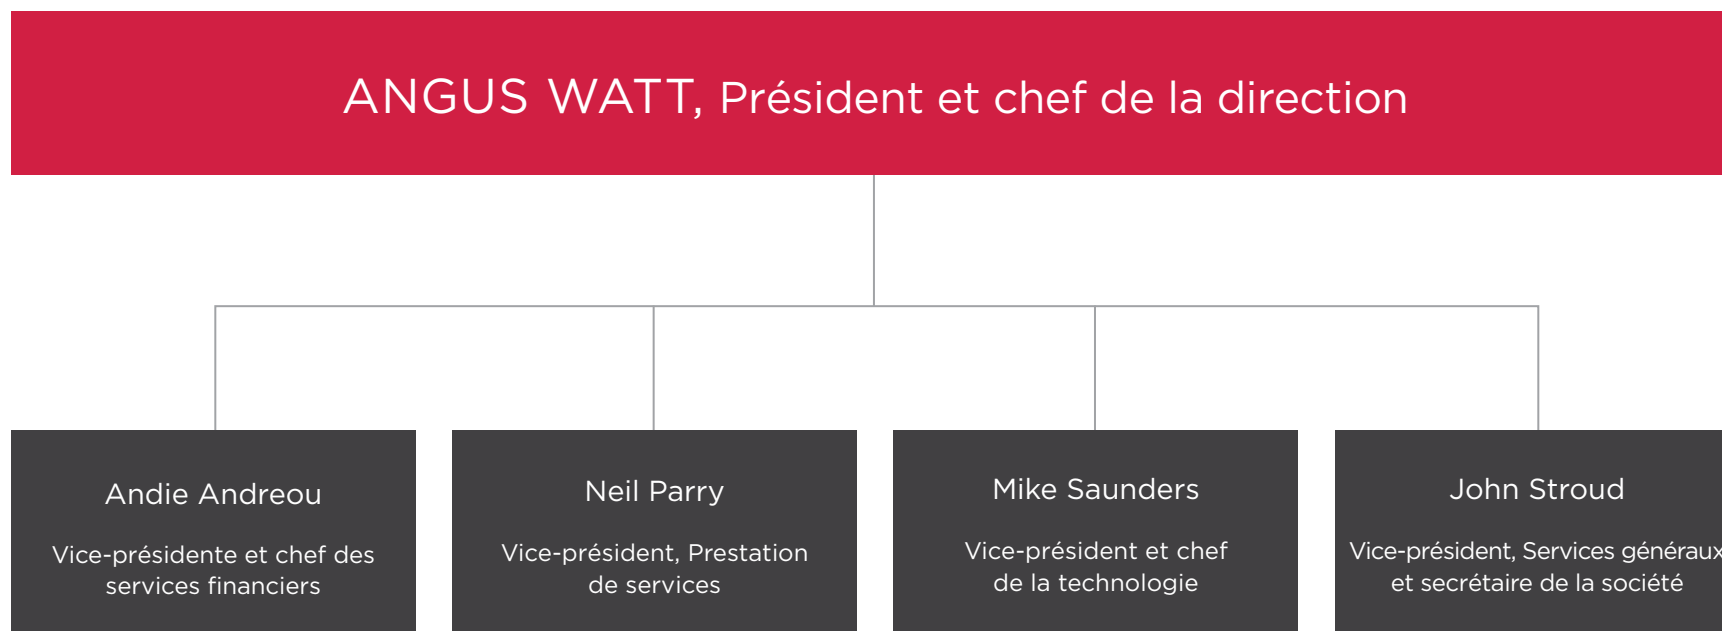 ANGUS WATT, Président et chef de la direction
Andie Andreou
Vice-présidente et chef des
services financiers
Neil Parry
Vice-président, Prestation
de services
Mike Saunders
Vice-président et chef
de la technologie
John Stroud
Vice-président, Services généraux
et secrétaire de la société